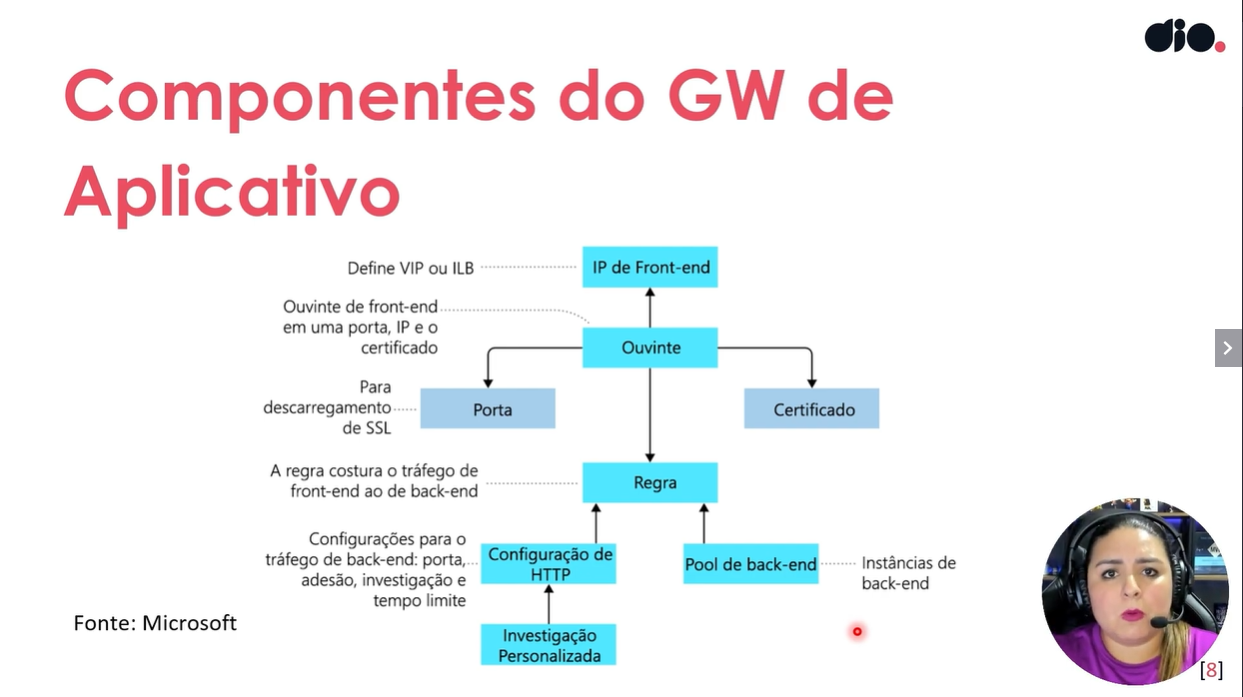 dio.
Componentes do GW de
Aplicativo
Define VIP ou ILB
IP de Front-end
Ouvinte de front-end
em uma porta, IP e o
certificado
Ouvinte
Para
descarregamento
de SSL
Porta
Certificado
A regra costura o tráfego de
front-end ao de back-end
Regra
Configurações para o
tráfego de back-end: porta,
adesão, investigação e
tempo limite
Configuração de
HTTP
Pool de back-end
Instâncias de
back-end
Investigação
Personalizada
Fonte: Microsoft
[8]